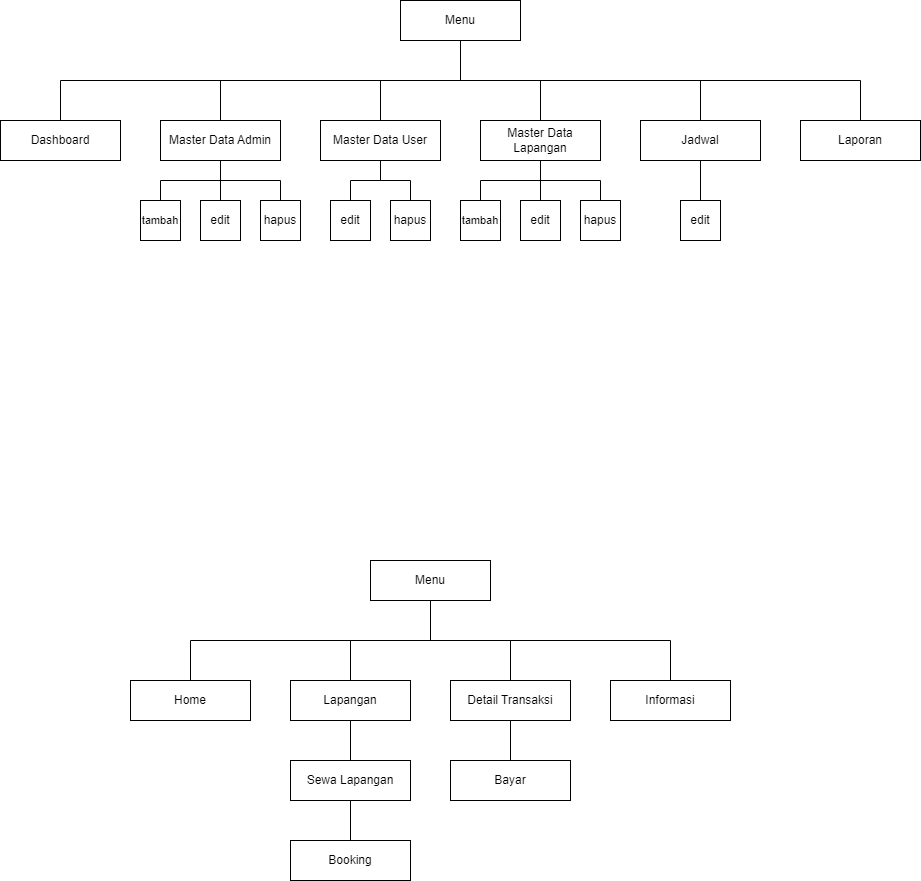 Menu
Dashboard
Master Data Admin
Master Data User
Master Data
Lapangan
Jadwal
Laporan
tambah
edit
hapus
edit
hapus
tambah
edit
hapus
edit
Menu
Home
Lapangan
Detail Transaksi
Informasi
Sewa Lapangan
Bayar
Booking